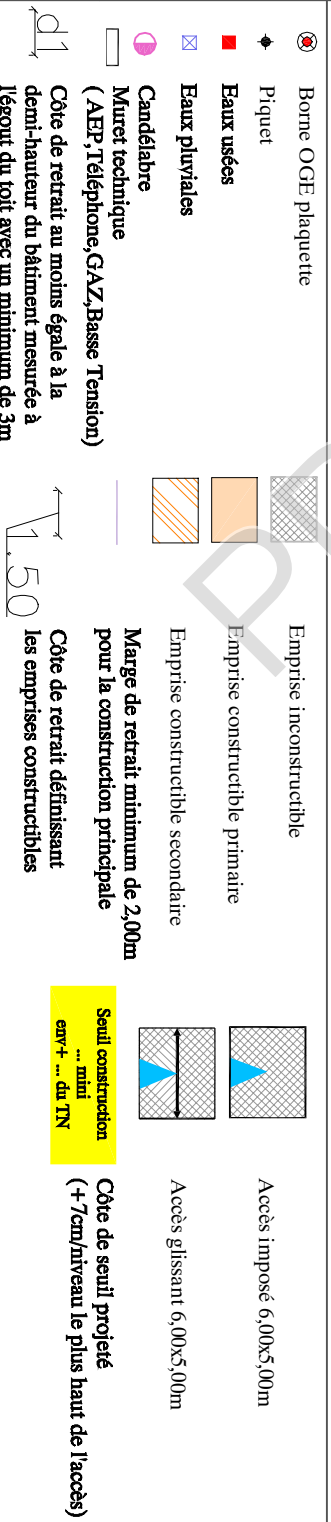 Borne OGE plaquette
Piquet
Eaux usées
Eaux pluviales
Candélabre
Muret technique
( AEP,Téléphone,GAZ,Basse Tension)
d1
Côte de retrait au moins égale à la
demi-hauteur du bâtiment mesurée à
l'égout du toit avec un minimum de 3m
Emprise inconstructible
Emprise constructible primaire
Emprise constructible secondaire
Marge de retrait minimum de 2,00m
pour la construction principale
1.50
Côte de retrait définissant
les emprises constructibles
Accès imposé 6,00x5,00m
Accès glissant 6,00x5,00m
Seuil construction
... mini
env+ ... du TN
Côte de seuil projeté
(+7cm/niveau le plus haut de l'accès)